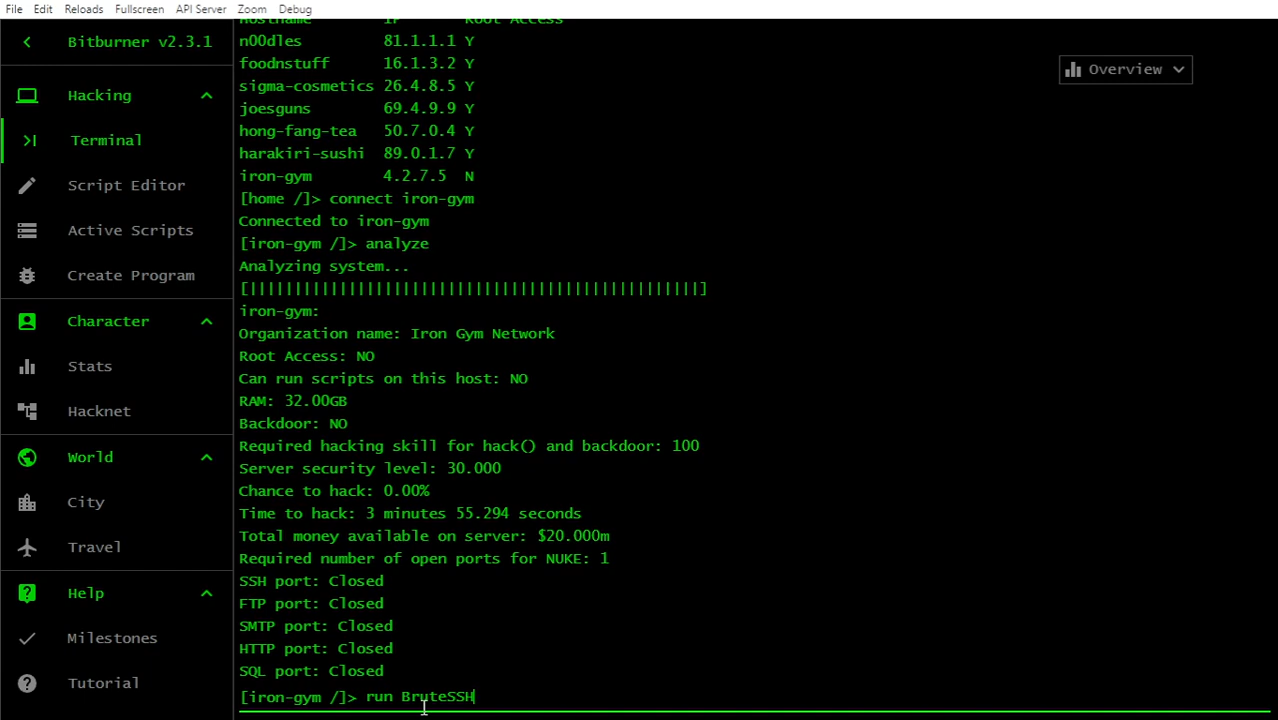 File Edit Reloads Fullscreen API Server Zoom Debug
Bitburner v2.3.1
Hacking
Terminal
Script Editor
Active Scripts
Create Program
Character
Stats
Hacknet
World
City
Travel
Help
Milestones
Tutorial
Hostname IP Root Access
n00dles 81.1.1.1 Y
foodnstuff 16.1.3.2 Y
sigma-cosmetics 26.4.8.5 Y
joesguns 69.4.9.9 Y
hong-fang-tea 50.7.0.4 Y
harakiri-sushi 89.0.1.7 Y
iron-gym 4.2.7.5 N
[home /]> connect iron-gym
Connected to iron-gym
[iron-gym /]> analyze
Analyzing system...
[||||||||||||||||||||||||||||||||||||||||||||||||||]
iron-gym:
Organization name: Iron Gym Network
Root Access: NO
Can run scripts on this host: NO
RAM: 32.00GB
Backdoor: NO
Required hacking skill for hack() and backdoor: 100
Server security level: 30.000
Chance to hack: 0.00%
Time to hack: 3 minutes 55.294 seconds
Total money available on server: $20.000m
Required number of open ports for NUKE: 1
SSH port: Closed
FTP port: Closed
SMTP port: Closed
HTTP port: Closed
SQL port: Closed
[iron-gym /]> run BruteSSH
Overview